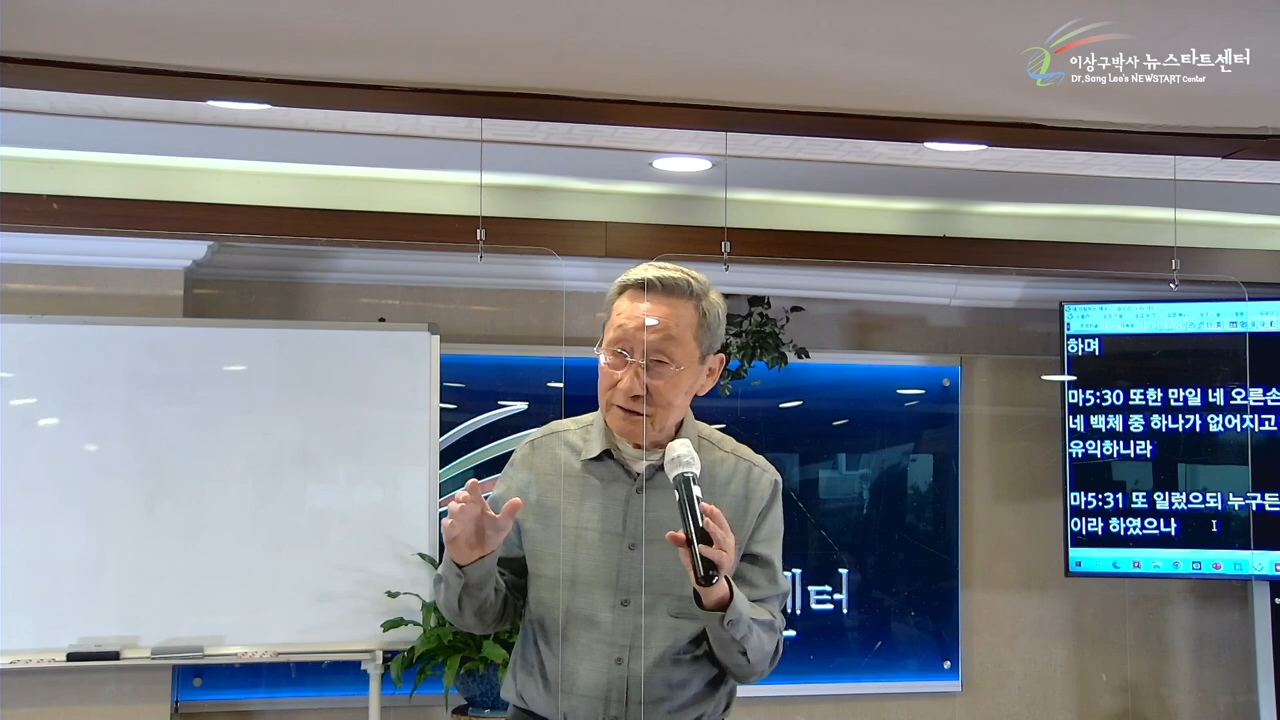 이상구박사 뉴스타트센터
Dr. Sang Lee's NEWSTART Center
하며
마5:30 또한 만일 네 오른손
네 백체 중 하나가 없어지고
유익하니라
마5:31 또 일렀으되 누구든
이라 하였으나
센터